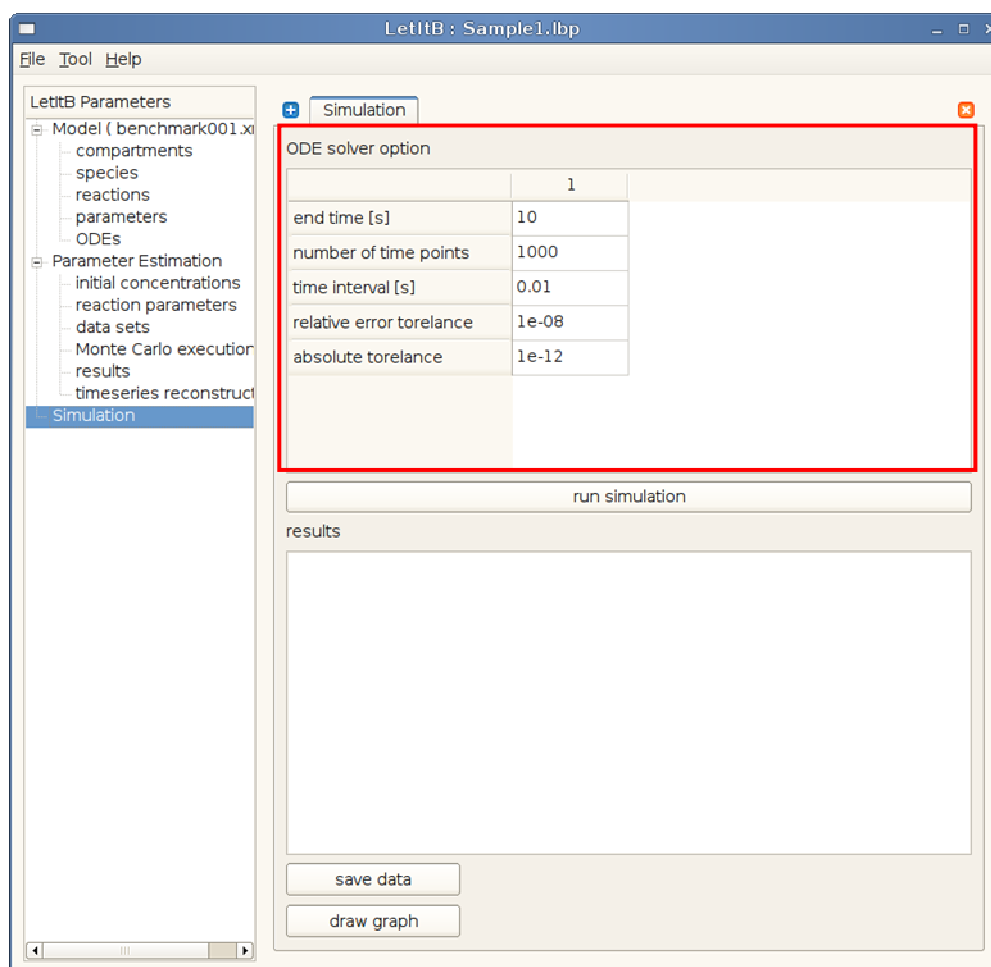 LetItB : Sample1.lbp
File Tool Help
LetItB Parameters
Model ( benchmark001.x
compartments
species
reactions
parameters
ODEs
Parameter Estimation
initial concentrations
reaction parameters
data sets
Monte Carlo execution
results
timeseries reconstruct
Simulation
Simulation
ODE solver option
1
end time [s] 10
number of time points 1000
time interval [s] 0.01
relative error torelance 1e-08
absolute torelance 1e-12
run simulation
results
save data
draw graph